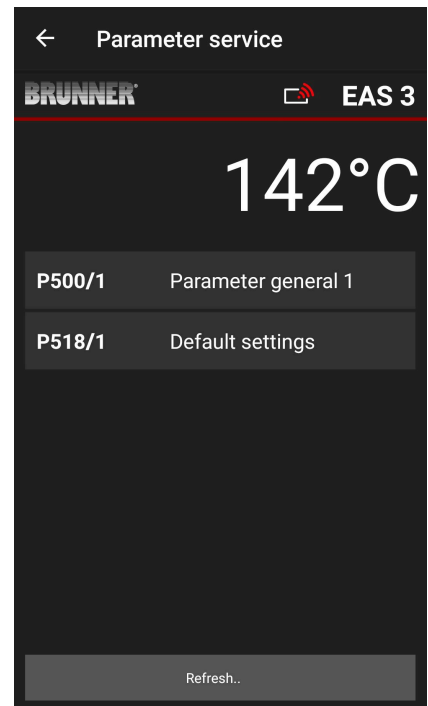 Parameter service
BRUNNER® EAS 3
142°C
P500/1 Parameter general 1
P518/1 Default settings
Refresh..